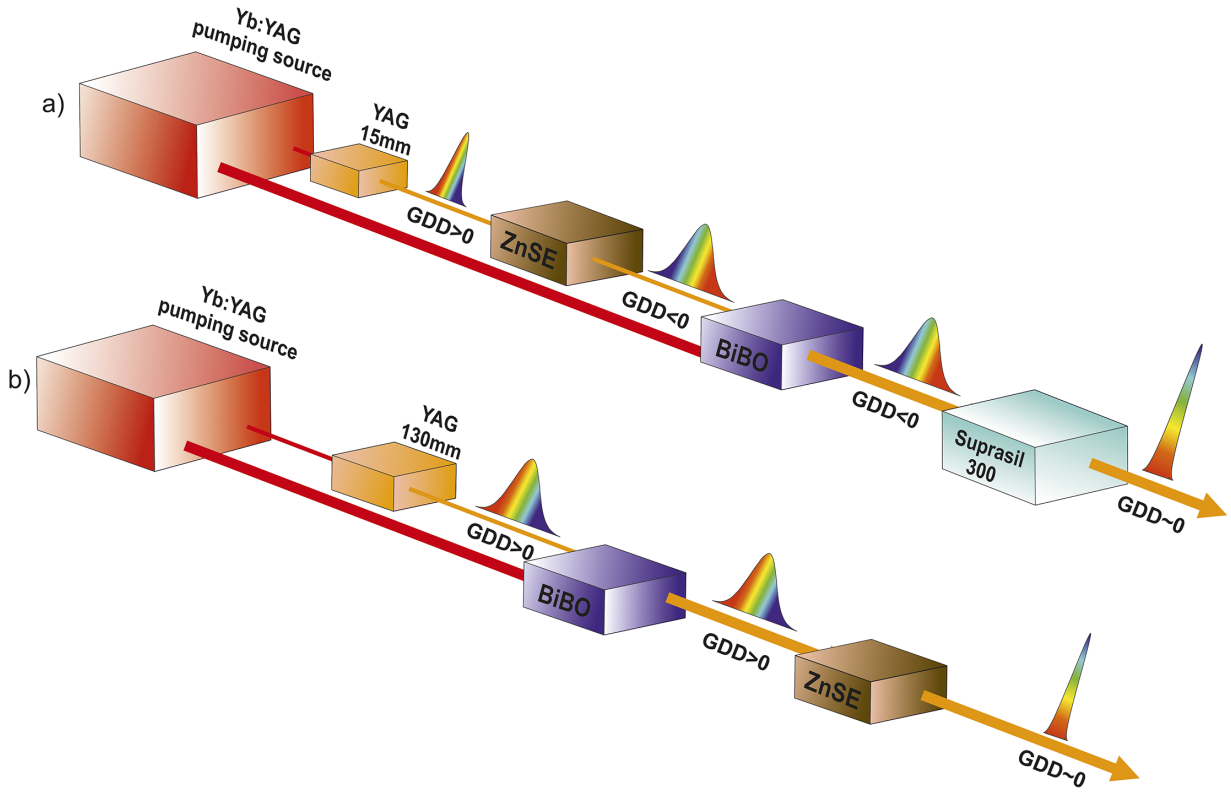 a)
Yb:YAG
pumping source
YAG
15mm
GDD>0
ZnSE
GDD<0
BiBO
GDD<0
Suprasil
300
GDD~0
b)
Yb:YAG
pumping source
YAG
130mm
GDD>0
BiBO
GDD>0
ZnSE
GDD~0